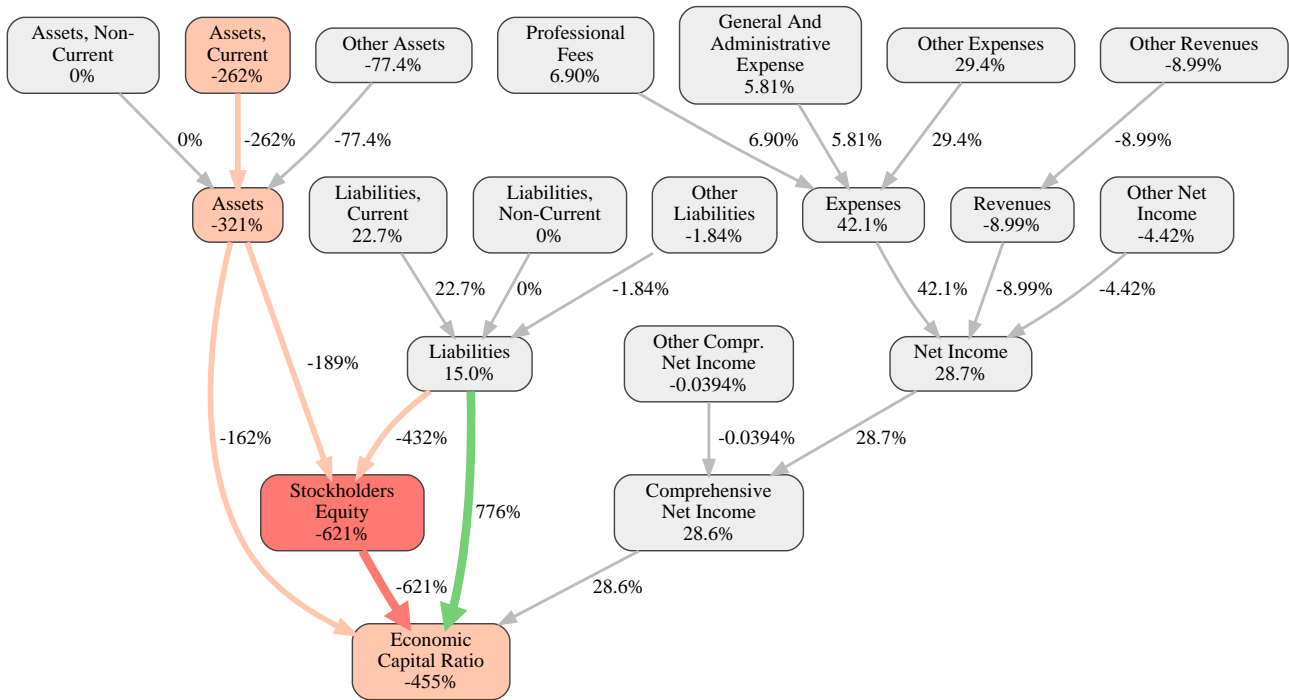 Assets, Non-
Current
0%
Assets,
Current
-262%
Other Assets
-77.4%
Professional
Fees
6.90%
General And
Administrative
Expense
5.81%
Other Expenses
29.4%
Other Revenues
-8.99%
0%
-262%
-77.4%
6.90%
5.81%
29.4%
-8.99%
Assets
-321%
Liabilities,
Current
22.7%
Liabilities,
Non-Current
0%
Other
Liabilities
-1.84%
Expenses
42.1%
Revenues
-8.99%
Other Net
Income
-4.42%
22.7%
0%
-1.84%
42.1%
-8.99%
-4.42%
-189%
Liabilities
15.0%
Other Compr.
Net Income
-0.0394%
Net Income
28.7%
-162%
-432%
776%
-0.0394%
28.7%
Stockholders
Equity
-621%
Comprehensive
Net Income
28.6%
-621%
28.6%
Economic
Capital Ratio
-455%